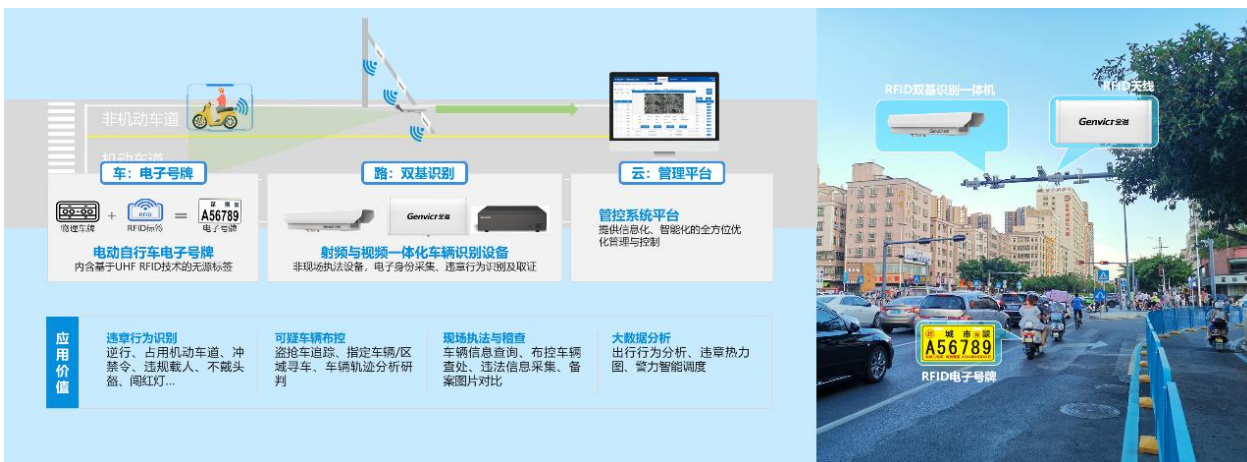 非机动车道
机动车道
车：电子号牌
物理车牌
+
RFID
RFID标签
=
A56789
电子号牌
电动自行车电子号牌
内含基于UHF RFID技术的无源标签
路：双基识别
Genvict金溢
射频与视频一体化车辆识别设备
非现场执法设备，电子身份采集、违章行为识别及取证
云：管理平台
管控系统平台
提供信息化、智能化的全方位优
化管理与控制
应用价值
违章行为识别
逆行、占用机动车道、冲
禁令、违规载人、不戴头
盔、闯红灯...
可疑车辆布控
盗抢车追踪、指定车辆/区
域寻车、车辆轨迹分析研
判
现场执法与稽查
车辆信息查询、布控车辆
查处、违法信息采集、备
案图片对比
大数据分析
出行行为分析、违章热力
图、警力智能调度
RFID双基识别一体机
RFID天线
Genvict
Genvict金溢
城 市
A56789
RFID电子号牌